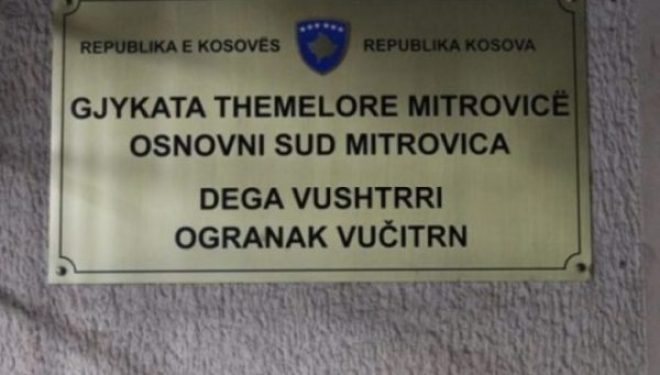 REPUBLIKA E KOSOVËS REPUBLIKA KOSOVA
GJYKATA THEMELORE MITROVICË
OSNOVNI SUD MITROVICA
DEGA VUSHTRRI
OGRANAK VUČITRN